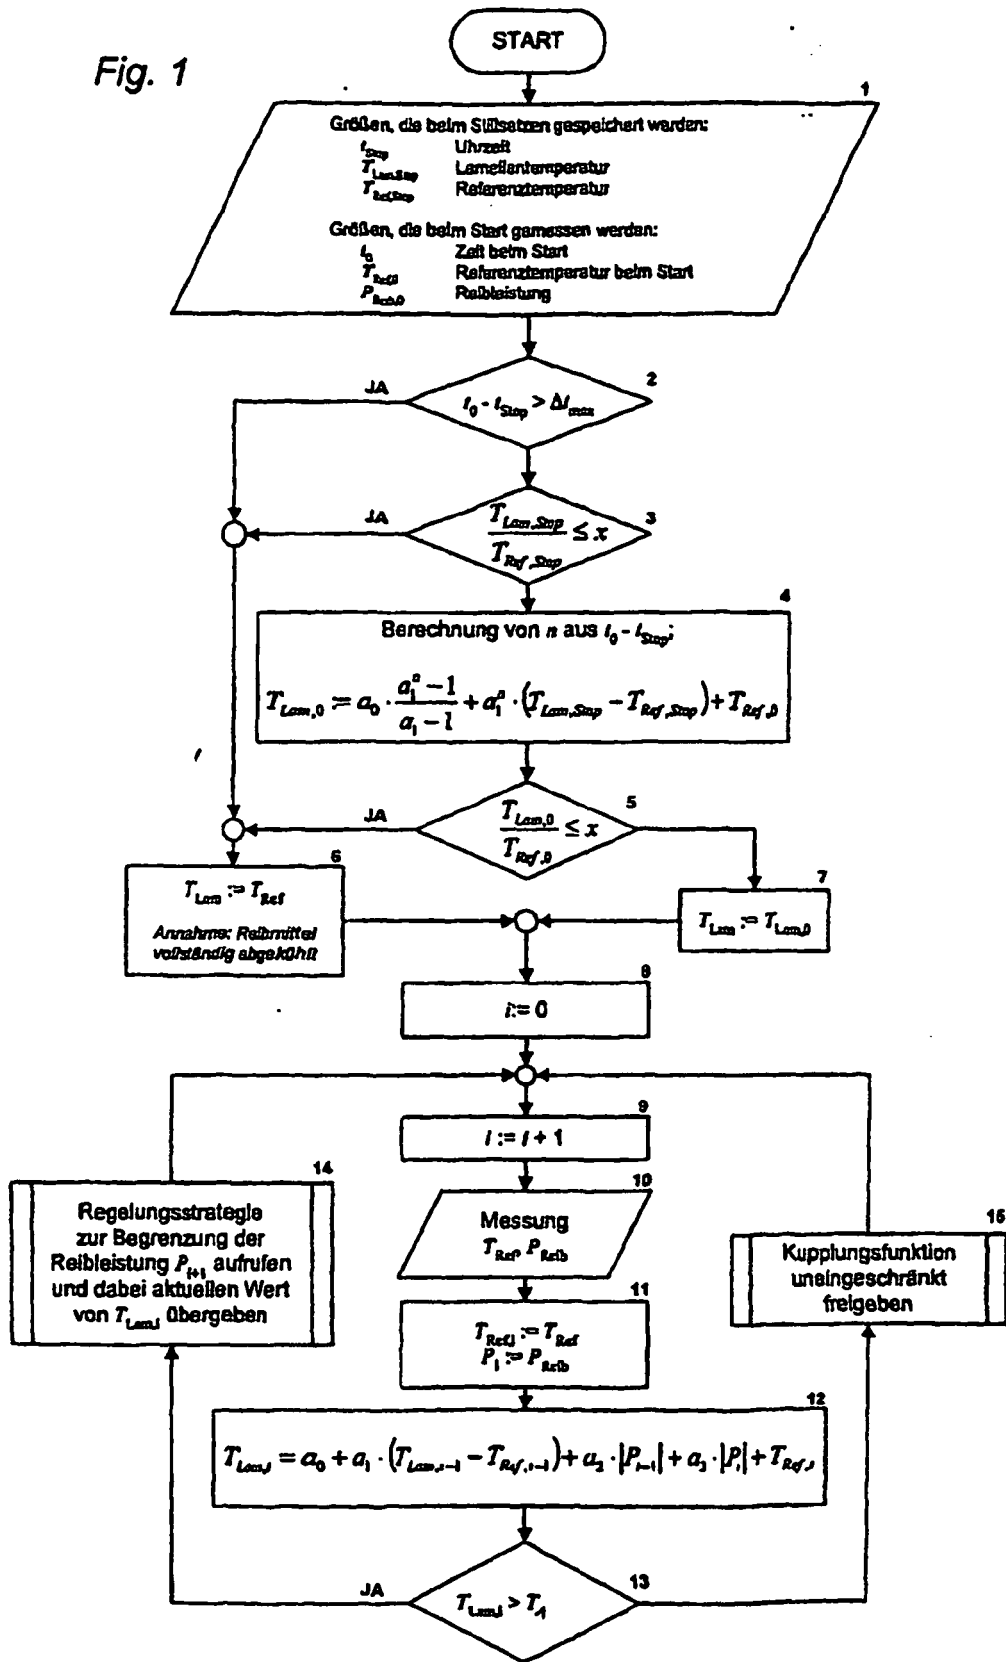 Fig. 1
START
1
Größen, die beim Stillsetzen gespeichert werden:
t_Stop Uhrzeit
T_Lam,Stop Lamellentemperatur
T_Ref,Stop Referenztemperatur
Größen, die beim Start gemessen werden:
t_0 Zeit beim Start
T_Ref,0 Referenztemperatur beim Start
P_Reib,0 Reibleistung
2
JA
t_0 - t_Stop > Δt_max
3
JA
T_Lam,Stop / T_Ref,Stop ≤ x
4
Berechnung von n aus t_0 - t_Stop;
T_Lam,0 := a_0 · (a_1^n - 1)/(a_1 - 1) + a_1^n · (T_Lam,Stop - T_Ref,Stop) + T_Ref,0
5
JA
T_Lam,0 / T_Ref,0 ≤ x
6
T_Lam := T_Ref
Annahme: Reibmittel
vollständig abgekühlt
7
T_Lam := T_Lam,0
8
i := 0
9
i := i + 1
10
Messung
T_Ref, P_Reib
11
T_Ref,i := T_Ref
P_i := P_Reib
12
T_Lam,i = a_0 + a_1 · (T_Lam,i-1 - T_Ref,i-1) + a_2 · |P_i-1| + a_3 · |P_i| + T_Ref,i
13
JA
T_Lam,i > T_A
14
Regelungsstrategie
zur Begrenzung der
Reibleistung P_i+1 aufrufen
und dabei aktuellen Wert
von T_Lam,i übergeben
15
Kupplungsfunktion
uneingeschränkt
freigeben